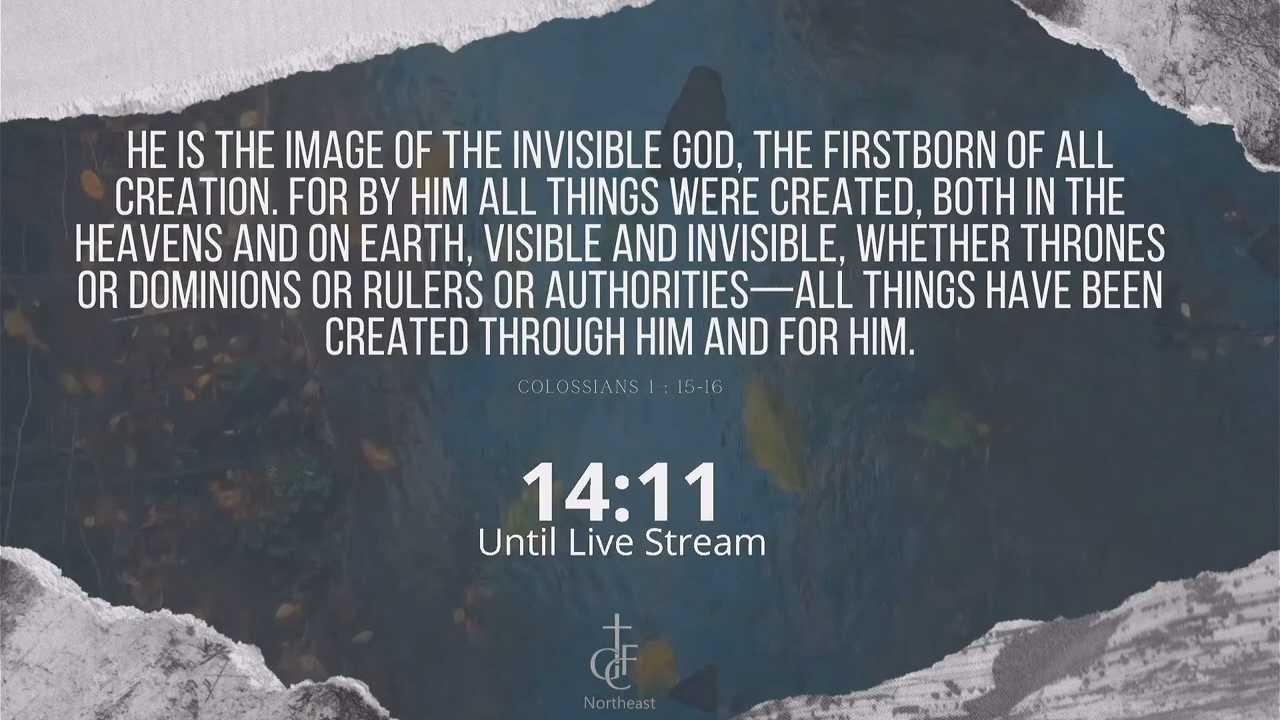 HE IS THE IMAGE OF THE INVISIBLE GOD, THE FIRSTBORN OF ALL
CREATION. FOR BY HIM ALL THINGS WERE CREATED, BOTH IN THE
HEAVENS AND ON EARTH, VISIBLE AND INVISIBLE, WHETHER THRONES
OR DOMINIONS OR RULERS OR AUTHORITIES—ALL THINGS HAVE BEEN
CREATED THROUGH HIM AND FOR HIM.
COLOSSIANS 1 : 15-16
14:11
Until Live Stream
Northeast